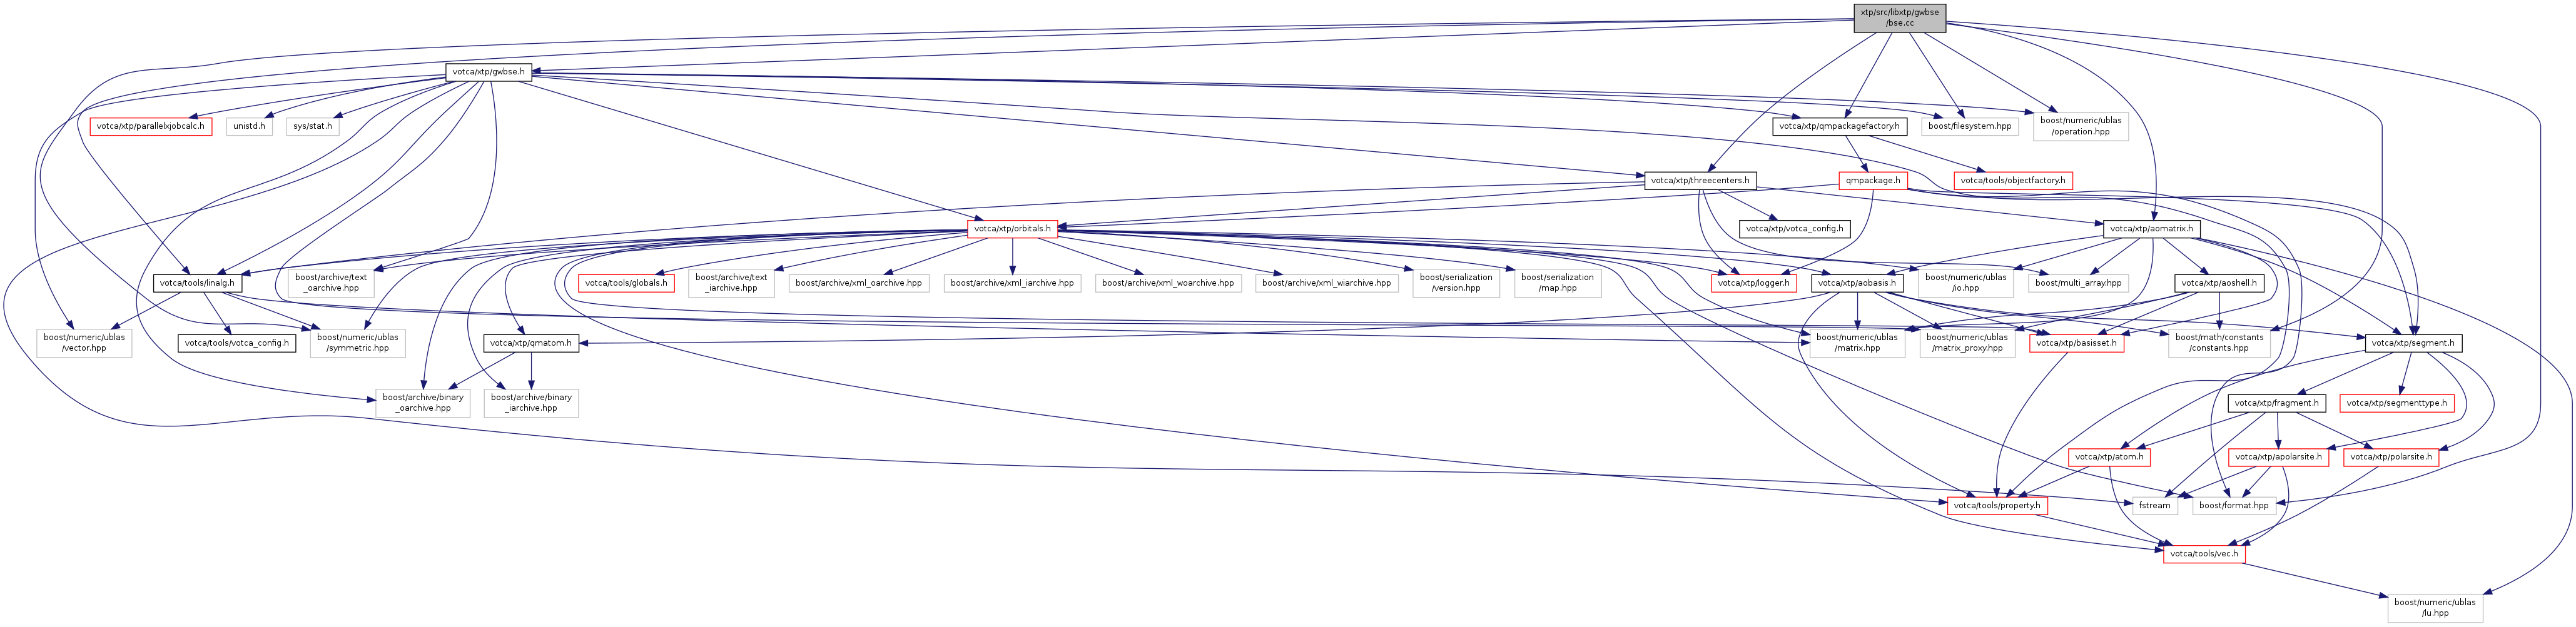 xtp/src/libxtp/gwbse
/bse.cc
votca/xtp/gwbse.h
votca/xtp/parallelxjobcalc.h
unistd.h
sys/stat.h
votca/xtp/qmpackagefactory.h
boost/filesystem.hpp
boost/numeric/ublas
/operation.hpp
votca/xtp/threecenters.h
qmpackage.h
votca/tools/objectfactory.h
votca/xtp/orbitals.h
votca/xtp/votca_config.h
votca/xtp/aomatrix.h
votca/tools/linalg.h
boost/archive/text
_oarchive.hpp
votca/tools/globals.h
boost/archive/text
_iarchive.hpp
boost/archive/xml_oarchive.hpp
boost/archive/xml_iarchive.hpp
boost/archive/xml_woarchive.hpp
boost/archive/xml_wiarchive.hpp
boost/serialization
/version.hpp
boost/serialization
/map.hpp
votca/xtp/logger.h
votca/xtp/aobasis.h
boost/numeric/ublas
/io.hpp
boost/multi_array.hpp
votca/xtp/aoshell.h
boost/numeric/ublas
/vector.hpp
votca/tools/votca_config.h
boost/numeric/ublas
/symmetric.hpp
votca/xtp/qmatom.h
boost/numeric/ublas
/matrix.hpp
boost/numeric/ublas
/matrix_proxy.hpp
votca/xtp/basisset.h
boost/math/constants
/constants.hpp
votca/xtp/segment.h
boost/archive/binary
_oarchive.hpp
boost/archive/binary
_iarchive.hpp
votca/xtp/fragment.h
votca/xtp/segmenttype.h
votca/xtp/atom.h
votca/xtp/apolarsite.h
votca/xtp/polarsite.h
votca/tools/property.h
fstream
boost/format.hpp
votca/tools/vec.h
boost/numeric/ublas
/lu.hpp